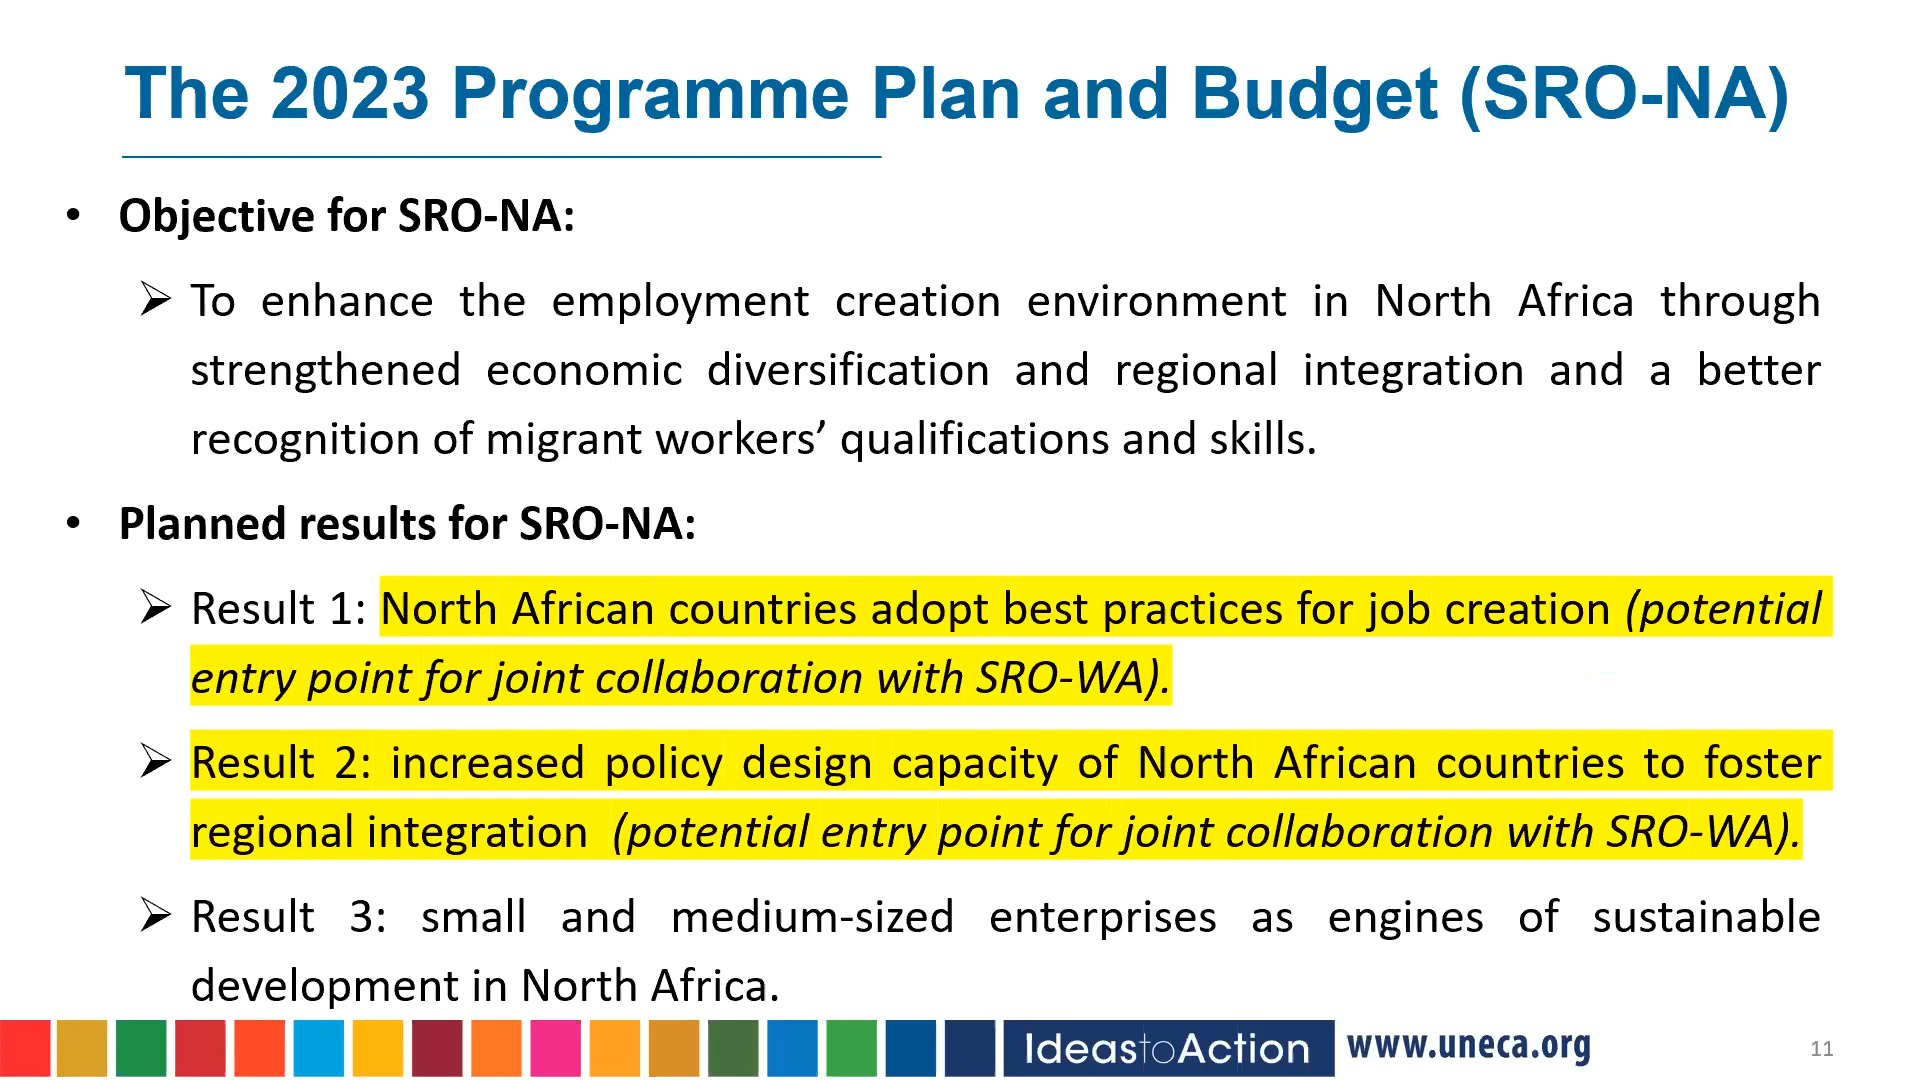 The 2023 Programme Plan and Budget (SRO-NA)
• Objective for SRO-NA:
➢ To enhance the employment creation environment in North Africa through
strengthened economic diversification and regional integration and a better
recognition of migrant workers’ qualifications and skills.
• Planned results for SRO-NA:
➢ Result 1: North African countries adopt best practices for job creation (potential
entry point for joint collaboration with SRO-WA).
➢ Result 2: increased policy design capacity of North African countries to foster
regional integration (potential entry point for joint collaboration with SRO-WA).
➢ Result 3: small and medium-sized enterprises as engines of sustainable
development in North Africa.
IdeastoAction www.uneca.org 11